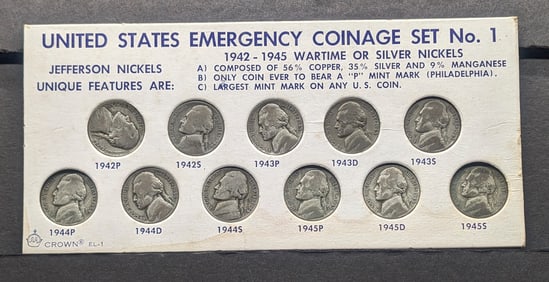 UNITED STATES EMERGENCY COINAGE SET No. 1
1942 - 1945 WARTIME OR SILVER NICKELS
JEFFERSON NICKELS
UNIQUE FEATURES ARE:
A) COMPOSED OF 56% COPPER, 35% SILVER AND 9% MANGANESE
B) ONLY COIN EVER TO BEAR A "P" MINT MARK (PHILADELPHIA).
C) LARGEST MINT MARK ON ANY U.S. COIN.
1942P 1942S 1943P 1943D 1943S
1944P 1944D 1944S 1945P 1945D 1945S
CROWN® EL-1